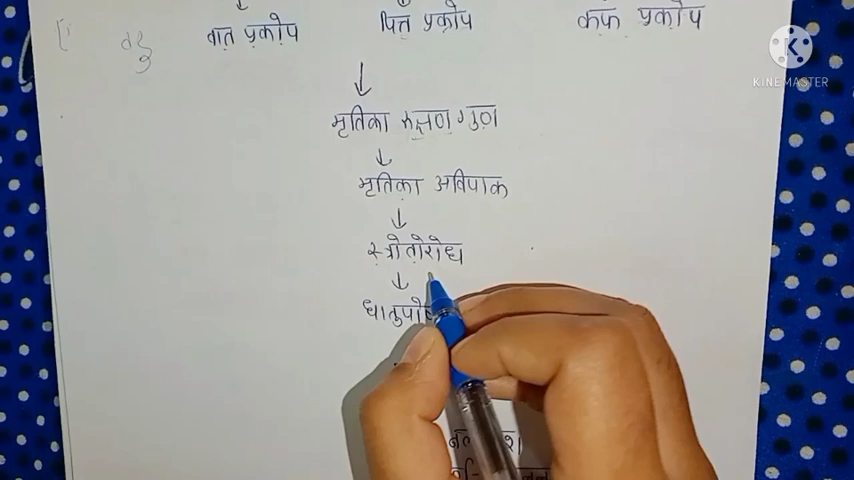 वात प्रकोप पित्त प्रकोप कफ प्रकोप
KINEMASTER
मृतिका रूक्षण गुण
मृतिका अविपाक
स्त्रोतोरोध